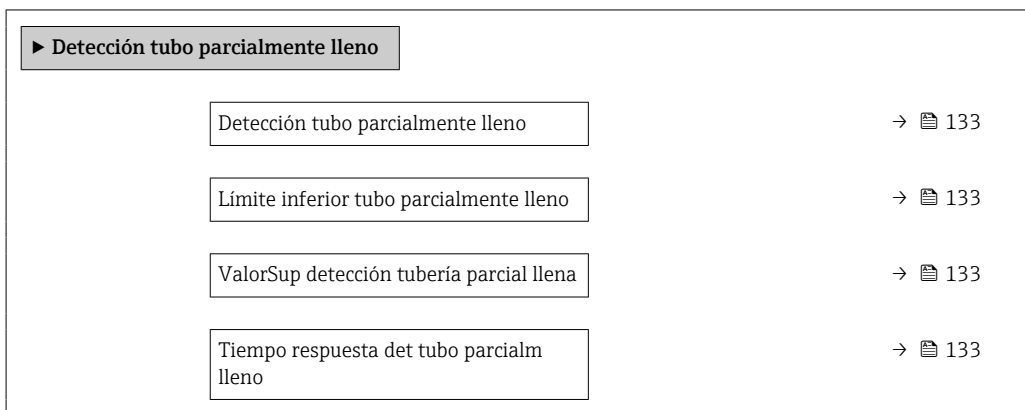 ▶ Detección tubo parcialmente lleno
Detección tubo parcialmente lleno → 133
Límite inferior tubo parcialmente lleno → 133
ValorSup detección tubería parcial llena → 133
Tiempo respuesta det tubo parcialm → 133
lleno